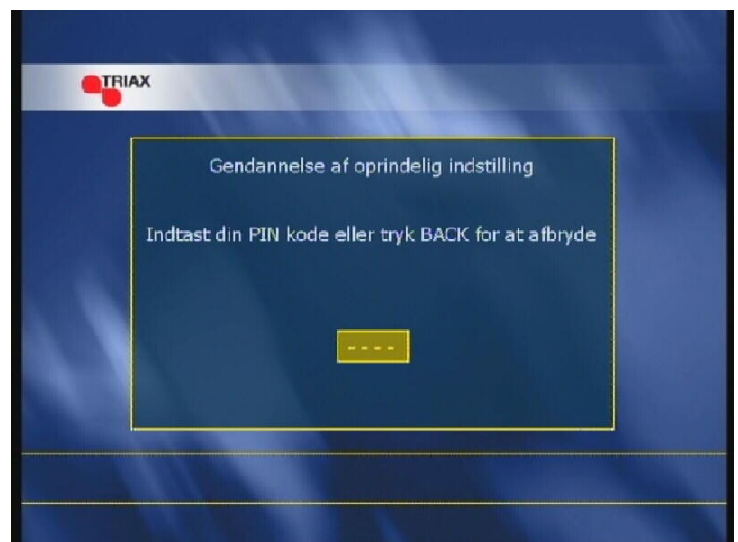 TRIAX
Gendannelse af oprindelig indstilling
Indtast din PIN kode eller tryk BACK for at afbryde
- - - -